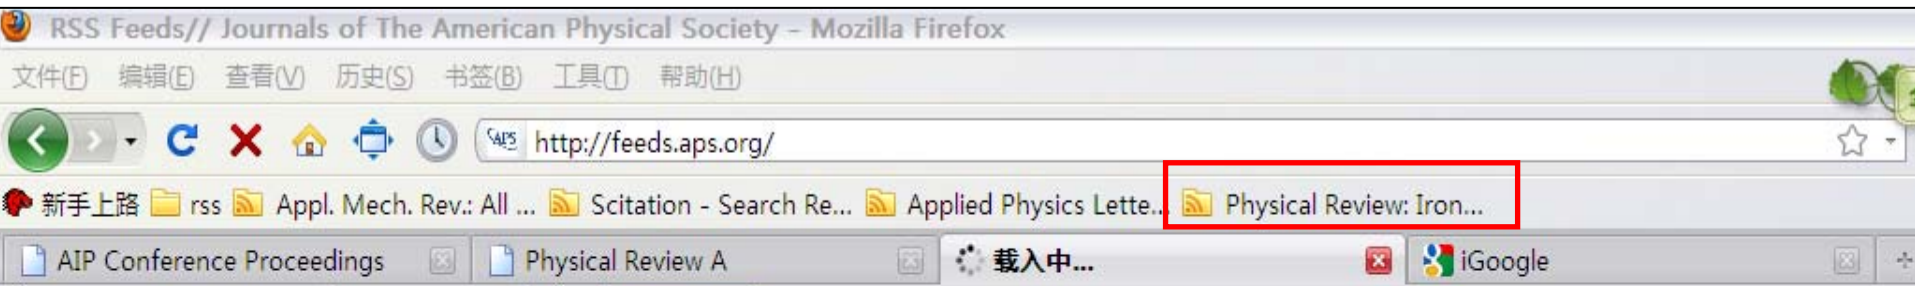 RSS Feeds// Journals of The American Physical Society - Mozilla Firefox
文件(F) 编辑(E) 查看(V) 历史(S) 书签(B) 工具(T) 帮助(H)
APS http://feeds.aps.org/
新手上路 rss Appl. Mech. Rev.: All ... Scitation - Search Re... Applied Physics Lette... Physical Review: Iron...
AIP Conference Proceedings Physical Review A 载入中... iGoogle